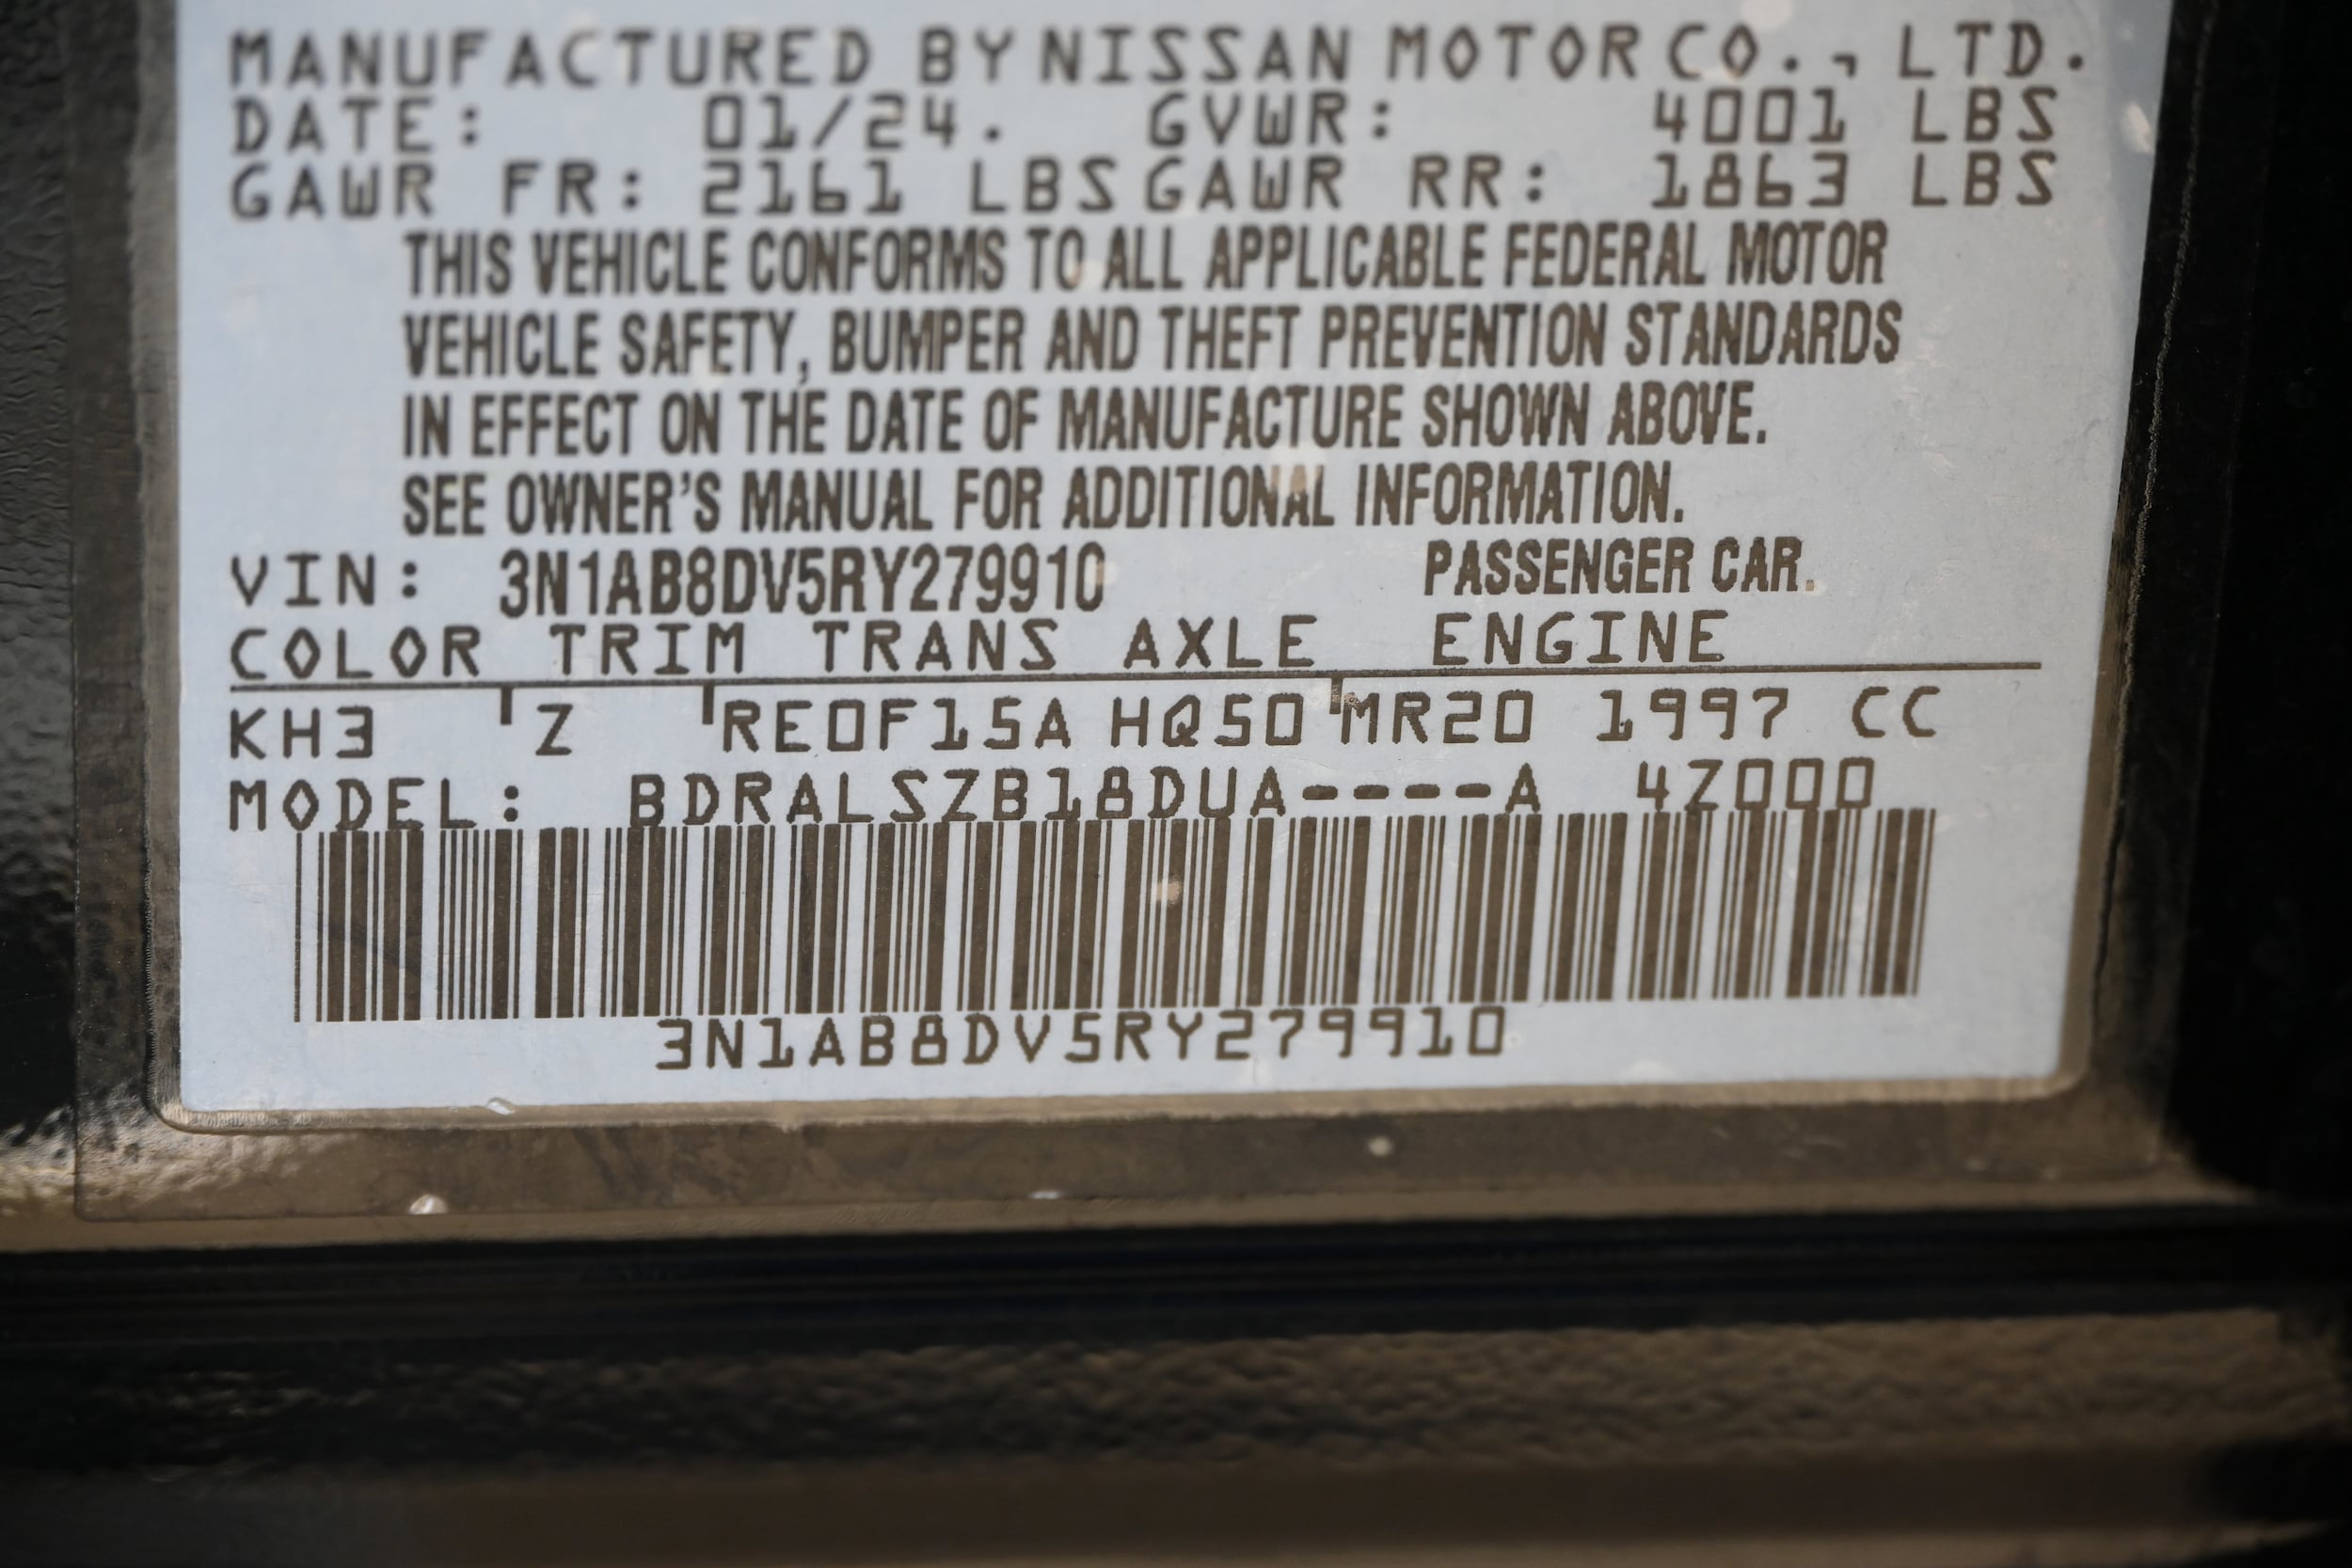 MANUFACTURED BY NISSAN MOTOR CO., LTD.
DATE: 01/24. GVWR: 4001 LBS
GAWR FR: 2161 LBS GAWR RR: 1863 LBS
THIS VEHICLE CONFORMS TO ALL APPLICABLE FEDERAL MOTOR
VEHICLE SAFETY, BUMPER AND THEFT PREVENTION STANDARDS
IN EFFECT ON THE DATE OF MANUFACTURE SHOWN ABOVE.
SEE OWNER'S MANUAL FOR ADDITIONAL INFORMATION.
VIN: 3N1AB8DV5RY279910 PASSENGER CAR.
COLOR TRIM TRANS AXLE ENGINE
KH3 Z RE0F15A HQ50 MR20 1997 CC
MODEL: BDRALSZB18DUA----A 4Z000
3N1AB8DV5RY279910